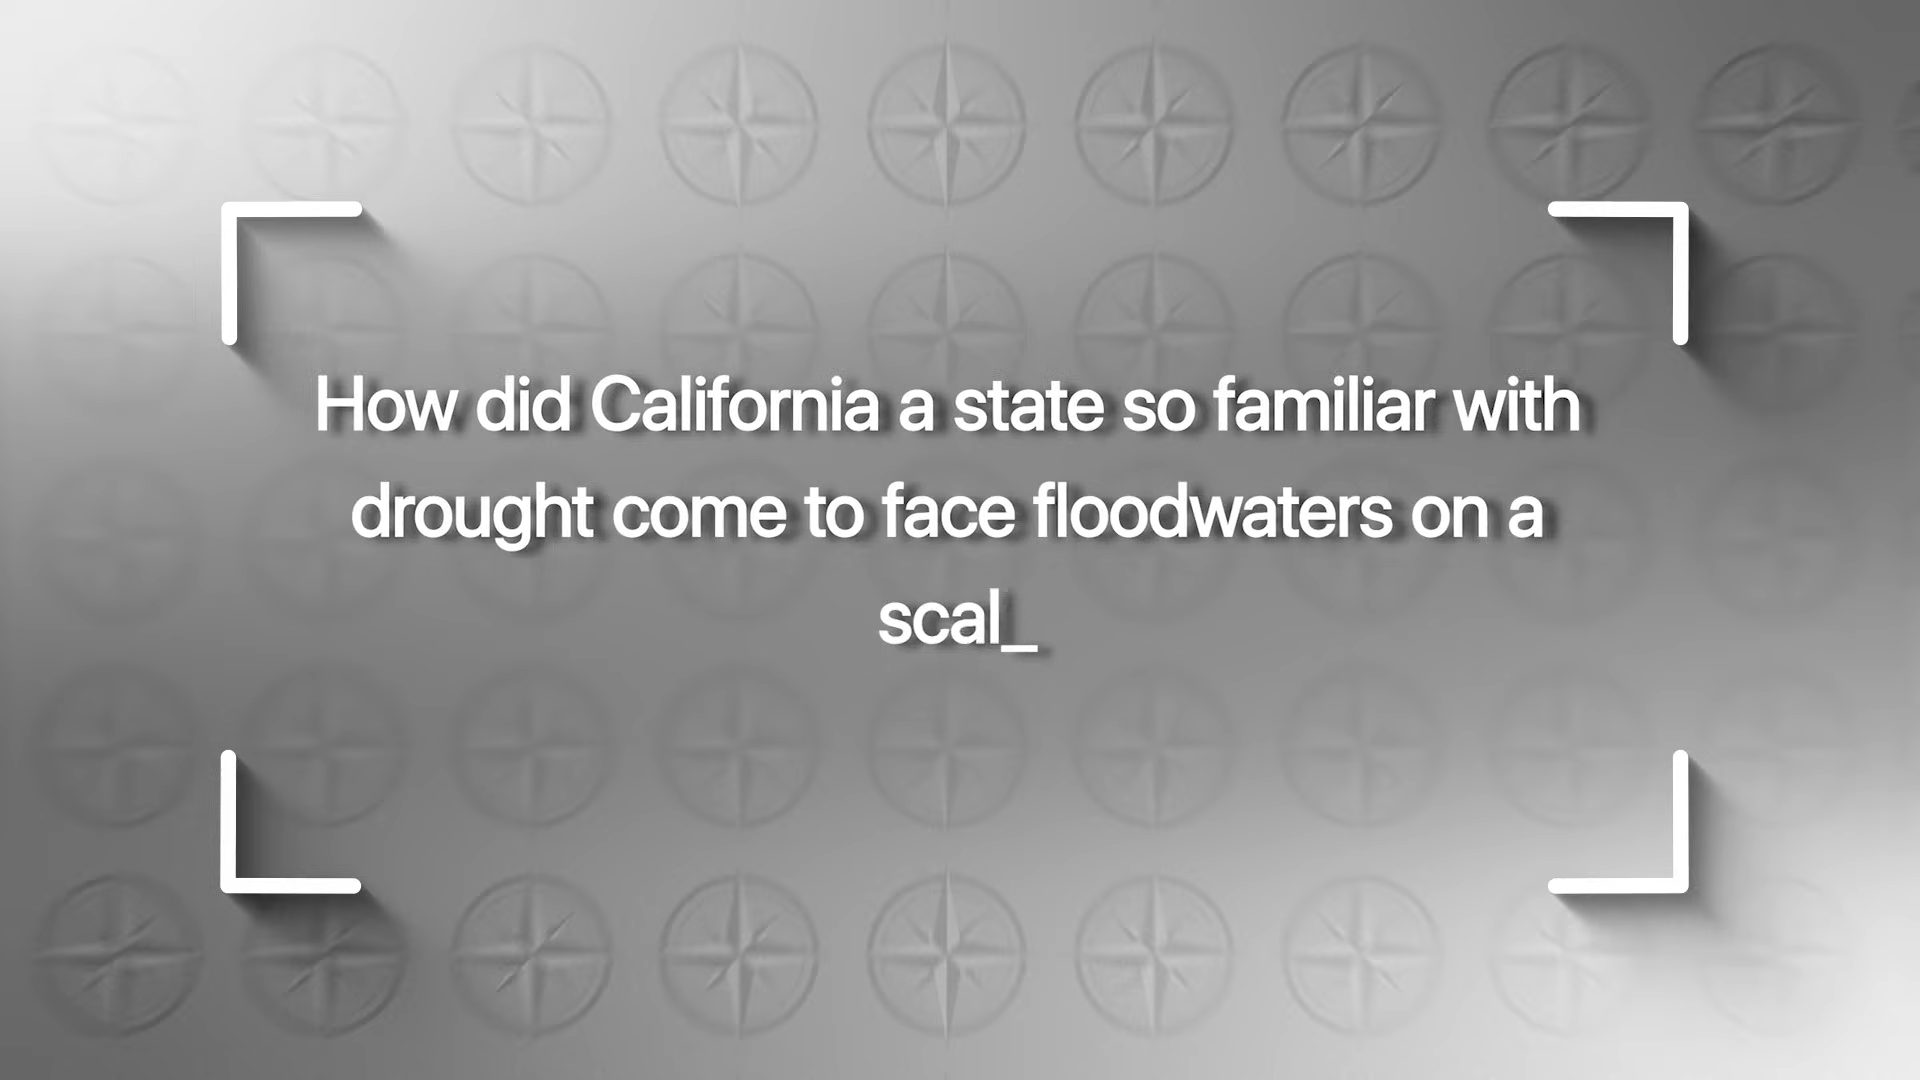 How did California a state so familiar with
drought come to face floodwaters on a
scal_